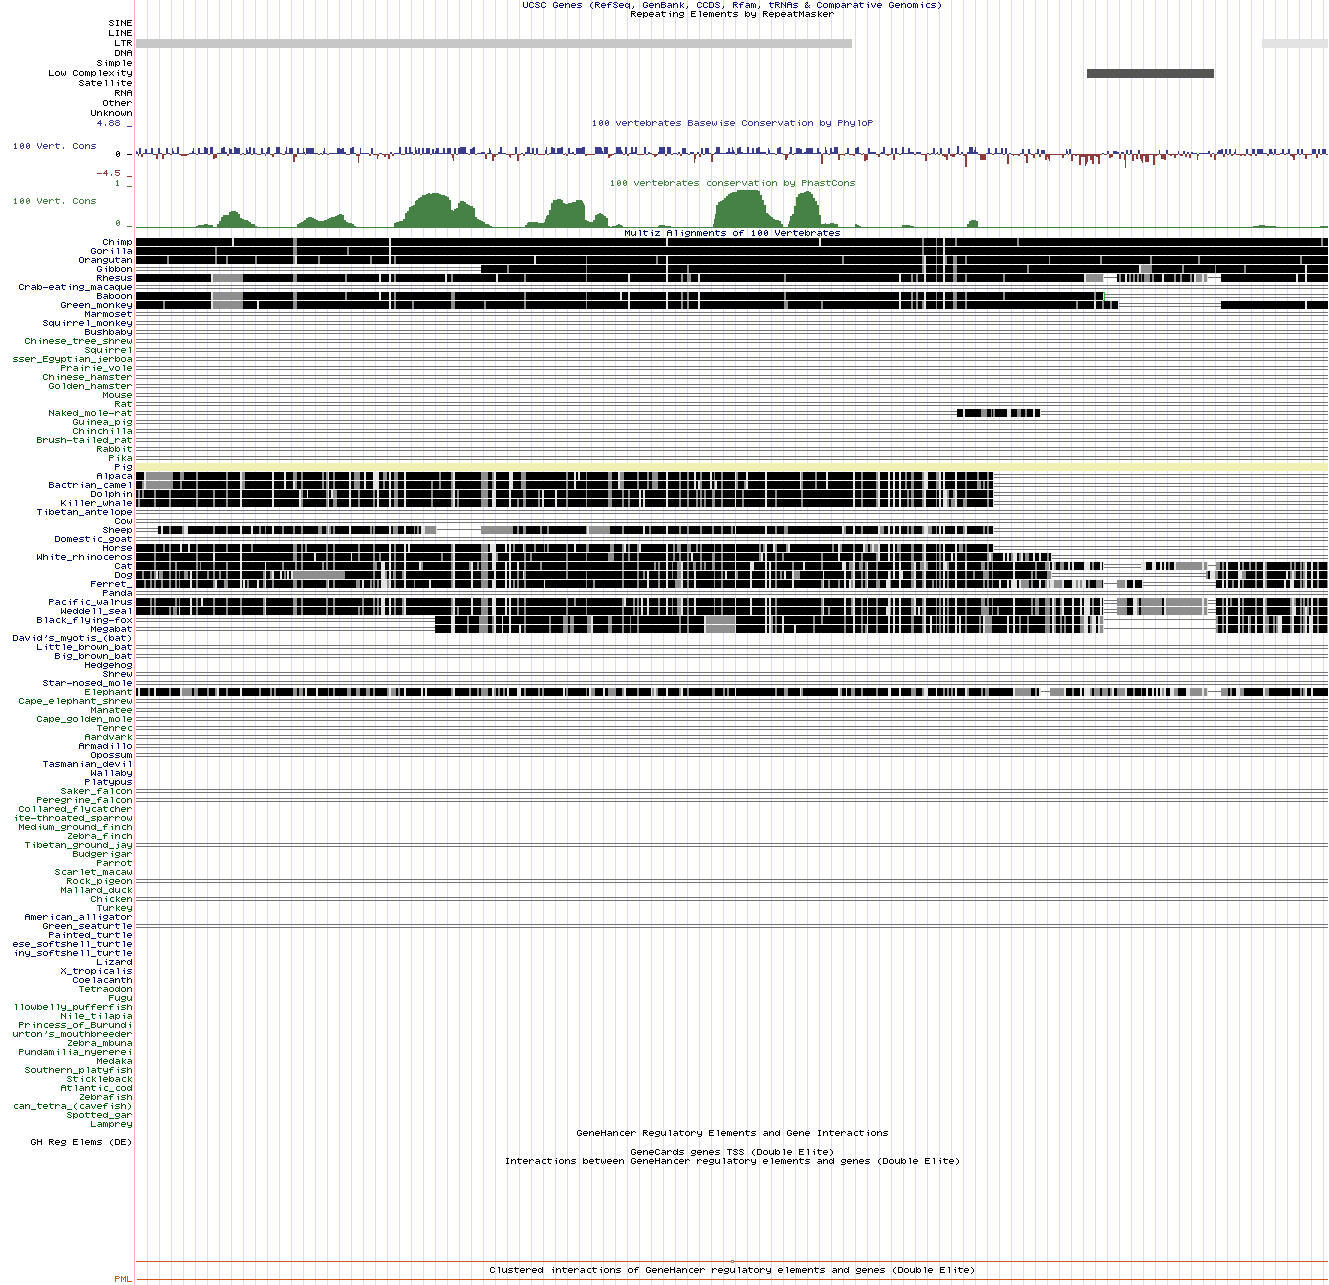 UCSC Genes (RefSeq, GenBank, CCDS, Rfam, tRNAs & Comparative Genomics)
Repeating Elements by RepeatMasker
SINE
LINE
LTR
DNA
Simple
Low Complexity
Satellite
RNA
Other
Unknown
4.88 _
100 vertebrates Basewise Conservation by PhyloP
100 Vert. Cons
0 -
-4.5 _
1 _
100 vertebrates conservation by PhastCons
100 Vert. Cons
0 _
Multiz Alignments of 100 Vertebrates
Chimp
Gorilla
Orangutan
Gibbon
Rhesus
Crab-eating_macaque
Baboon
Green_monkey
Marmoset
Squirrel_monkey
Bushbaby
Chinese_tree_shrew
Squirrel
sser_Egyptian_jerboa
Prairie_vole
Chinese_hamster
Golden_hamster
Mouse
Rat
Naked_mole-rat
Guinea_pig
Chinchilla
Brush-tailed_rat
Rabbit
Pika
Pig
Alpaca
Bactrian_camel
Dolphin
Killer_whale
Tibetan_antelope
Cow
Sheep
Domestic_goat
Horse
White_rhinoceros
Cat
Dog
Ferret_
Panda
Pacific_walrus
Weddell_seal
Black_flying-fox
Megabat
David's_myotis_(bat)
Little_brown_bat
Big_brown_bat
Hedgehog
Shrew
Star-nosed_mole
Elephant
Cape_elephant_shrew
Manatee
Cape_golden_mole
Tenrec
Aardvark
Armadillo
Opossum
Tasmanian_devil
Wallaby
Platypus
Saker_falcon
Peregrine_falcon
Collared_flycatcher
ite-throated_sparrow
Medium_ground_finch
Zebra_finch
Tibetan_ground_jay
Budgerigar
Parrot
Scarlet_macaw
Rock_pigeon
Mallard_duck
Chicken
Turkey
American_alligator
Green_seaturtle
Painted_turtle
ese_softshell_turtle
iny_softshell_turtle
Lizard
X_tropicalis
Coelacanth
Tetraodon
Fugu
llowbelly_pufferfish
Nile_tilapia
Princess_of_Burundi
urton's_mouthbreeder
Zebra_mbuna
Pundamilia_nyererei
Medaka
Southern_platyfish
Stickleback
Atlantic_cod
Zebrafish
can_tetra_(cavefish)
Spotted_gar
Lamprey
GeneHancer Regulatory Elements and Gene Interactions
GH Reg Elems (DE)
GeneCards genes TSS (Double Elite)
Interactions between GeneHancer regulatory elements and genes (Double Elite)
Clustered interactions of GeneHancer regulatory elements and genes (Double Elite)
PML